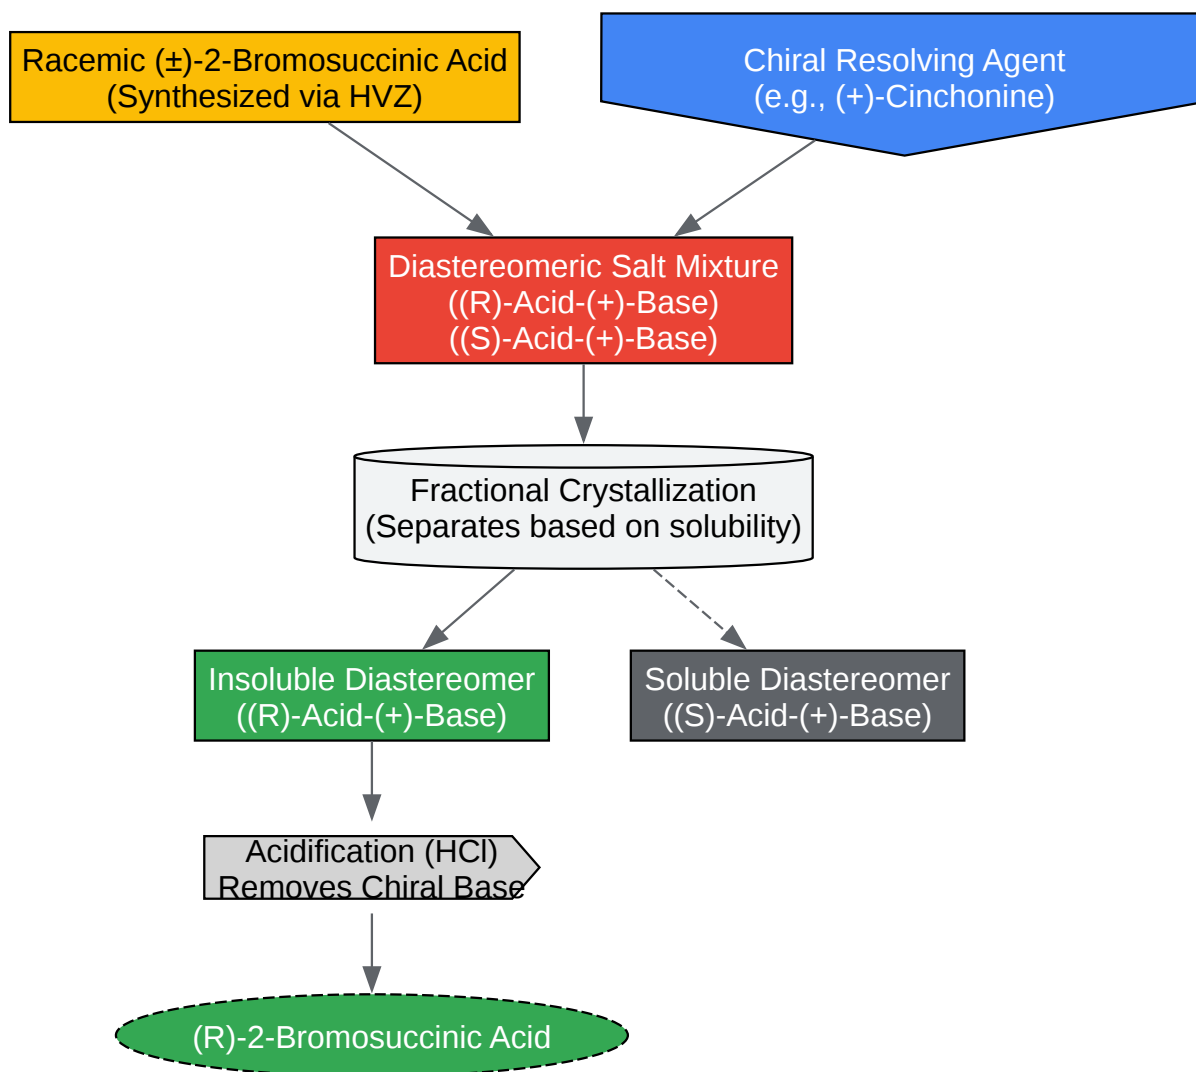 Racemic (±)-2-Bromosuccinic Acid
(Synthesized via HVZ)
Chiral Resolving Agent
(e.g., (+)-Cinchonine)
Diastereomeric Salt Mixture
((R)-Acid-(+)-Base)
((S)-Acid-(+)-Base)
Fractional Crystallization
(Separates based on solubility)
Insoluble Diastereomer
((R)-Acid-(+)-Base)
Soluble Diastereomer
((S)-Acid-(+)-Base)
Acidification (HCl)
Removes Chiral Base
(R)-2-Bromosuccinic Acid